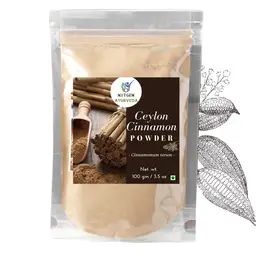 NITGEN
AYURVEDA
Ceylon
Cinnamon
POWDER
Cinnamomum verum
Net wt.
100 gm / 3.5 oz